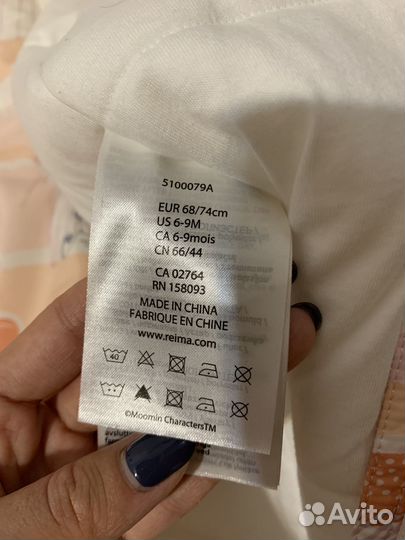 5100079A
EUR 68/74cm
US 6-9M
CA 6-9mois
CN 66/44
CA 02764
RN 158093
MADE IN CHINA
FABRIQUE EN CHINE
www.reima.com
40
©Moomin Characters™
Avito